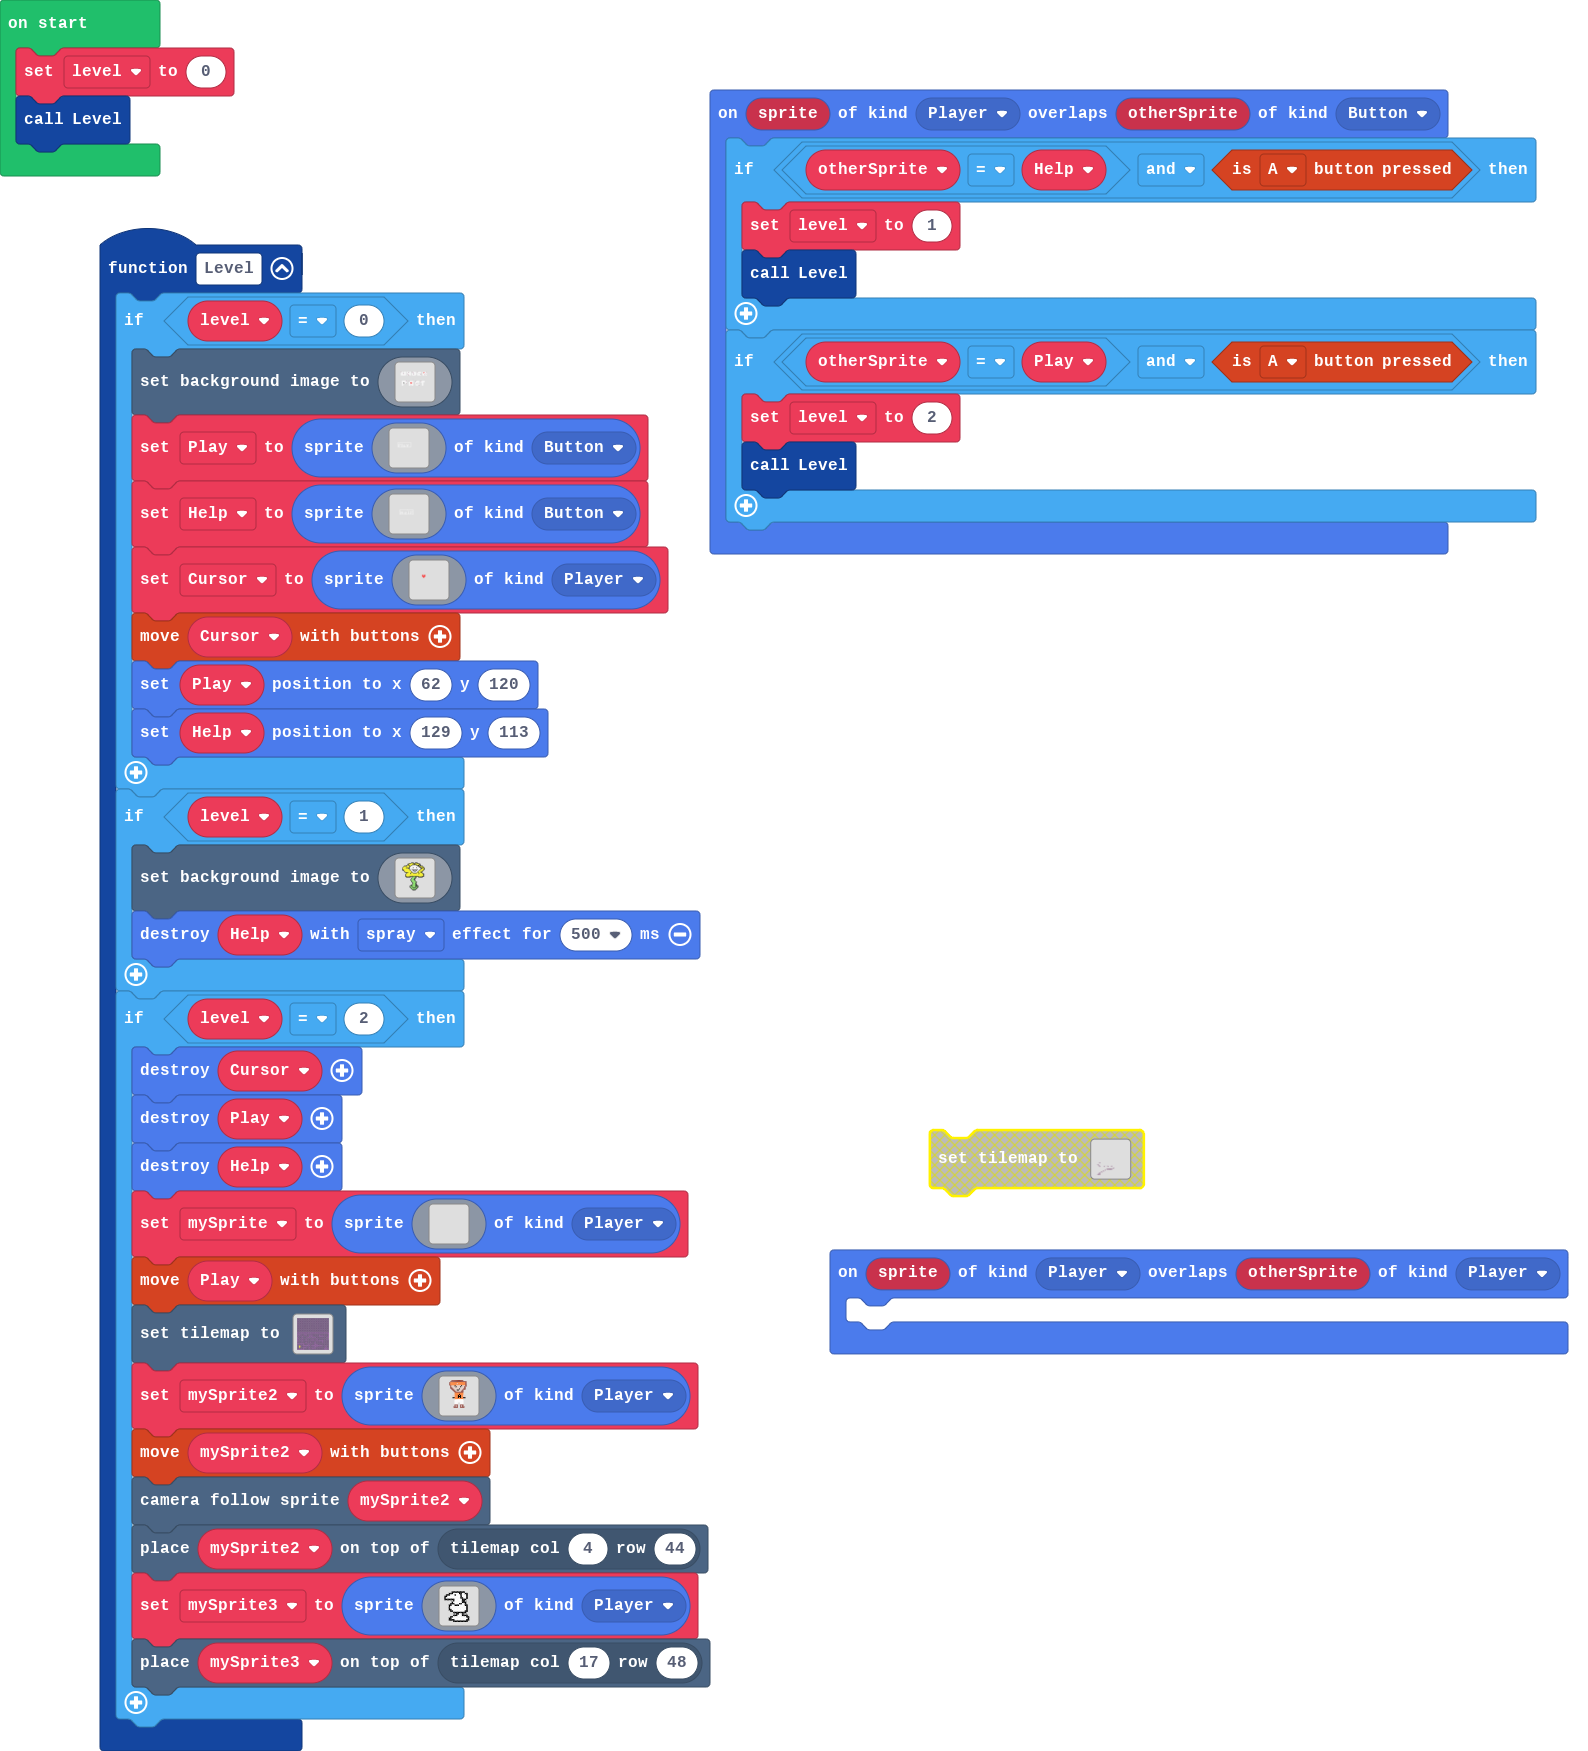 on start
set level to 0
call Level
on sprite of kind Player overlaps otherSprite of kind Button
if otherSprite = Help and is A button pressed then
set level to 1
call Level
if otherSprite = Play and is A button pressed then
set level to 2
call Level
function Level
if level = 0 then
set background image to
set Play to sprite of kind Button
set Help to sprite of kind Button
set Cursor to sprite of kind Player
move Cursor with buttons
set Play position to x 62 y 120
set Help position to x 129 y 113
if level = 1 then
set background image to
destroy Help with spray effect for 500 ms
if level = 2 then
destroy Cursor
destroy Play
destroy Help
set mySprite to sprite of kind Player
move Play with buttons
set tilemap to
set mySprite2 to sprite of kind Player
move mySprite2 with buttons
camera follow sprite mySprite2
place mySprite2 on top of tilemap col 4 row 44
set mySprite3 to sprite of kind Player
place mySprite3 on top of tilemap col 17 row 48
set tilemap to
on sprite of kind Player overlaps otherSprite of kind Player